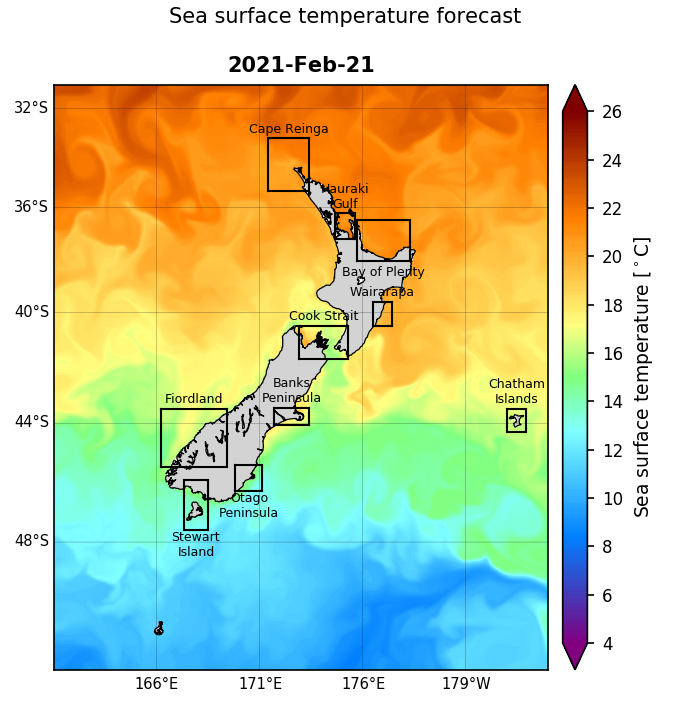 Sea surface temperature forecast
2021-Feb-21
32°S
36°S
40°S
44°S
48°S
Cape Reinga
Hauraki
Gulf
Bay of Plenty
Wairarapa
Cook Strait
Banks
Peninsula
Chatham
Islands
Fiordland
Otago
Peninsula
Stewart
Island
166°E
171°E
176°E
179°W
26
24
22
20
18
16
14
12
10
8
6
4
Sea surface temperature [°C]